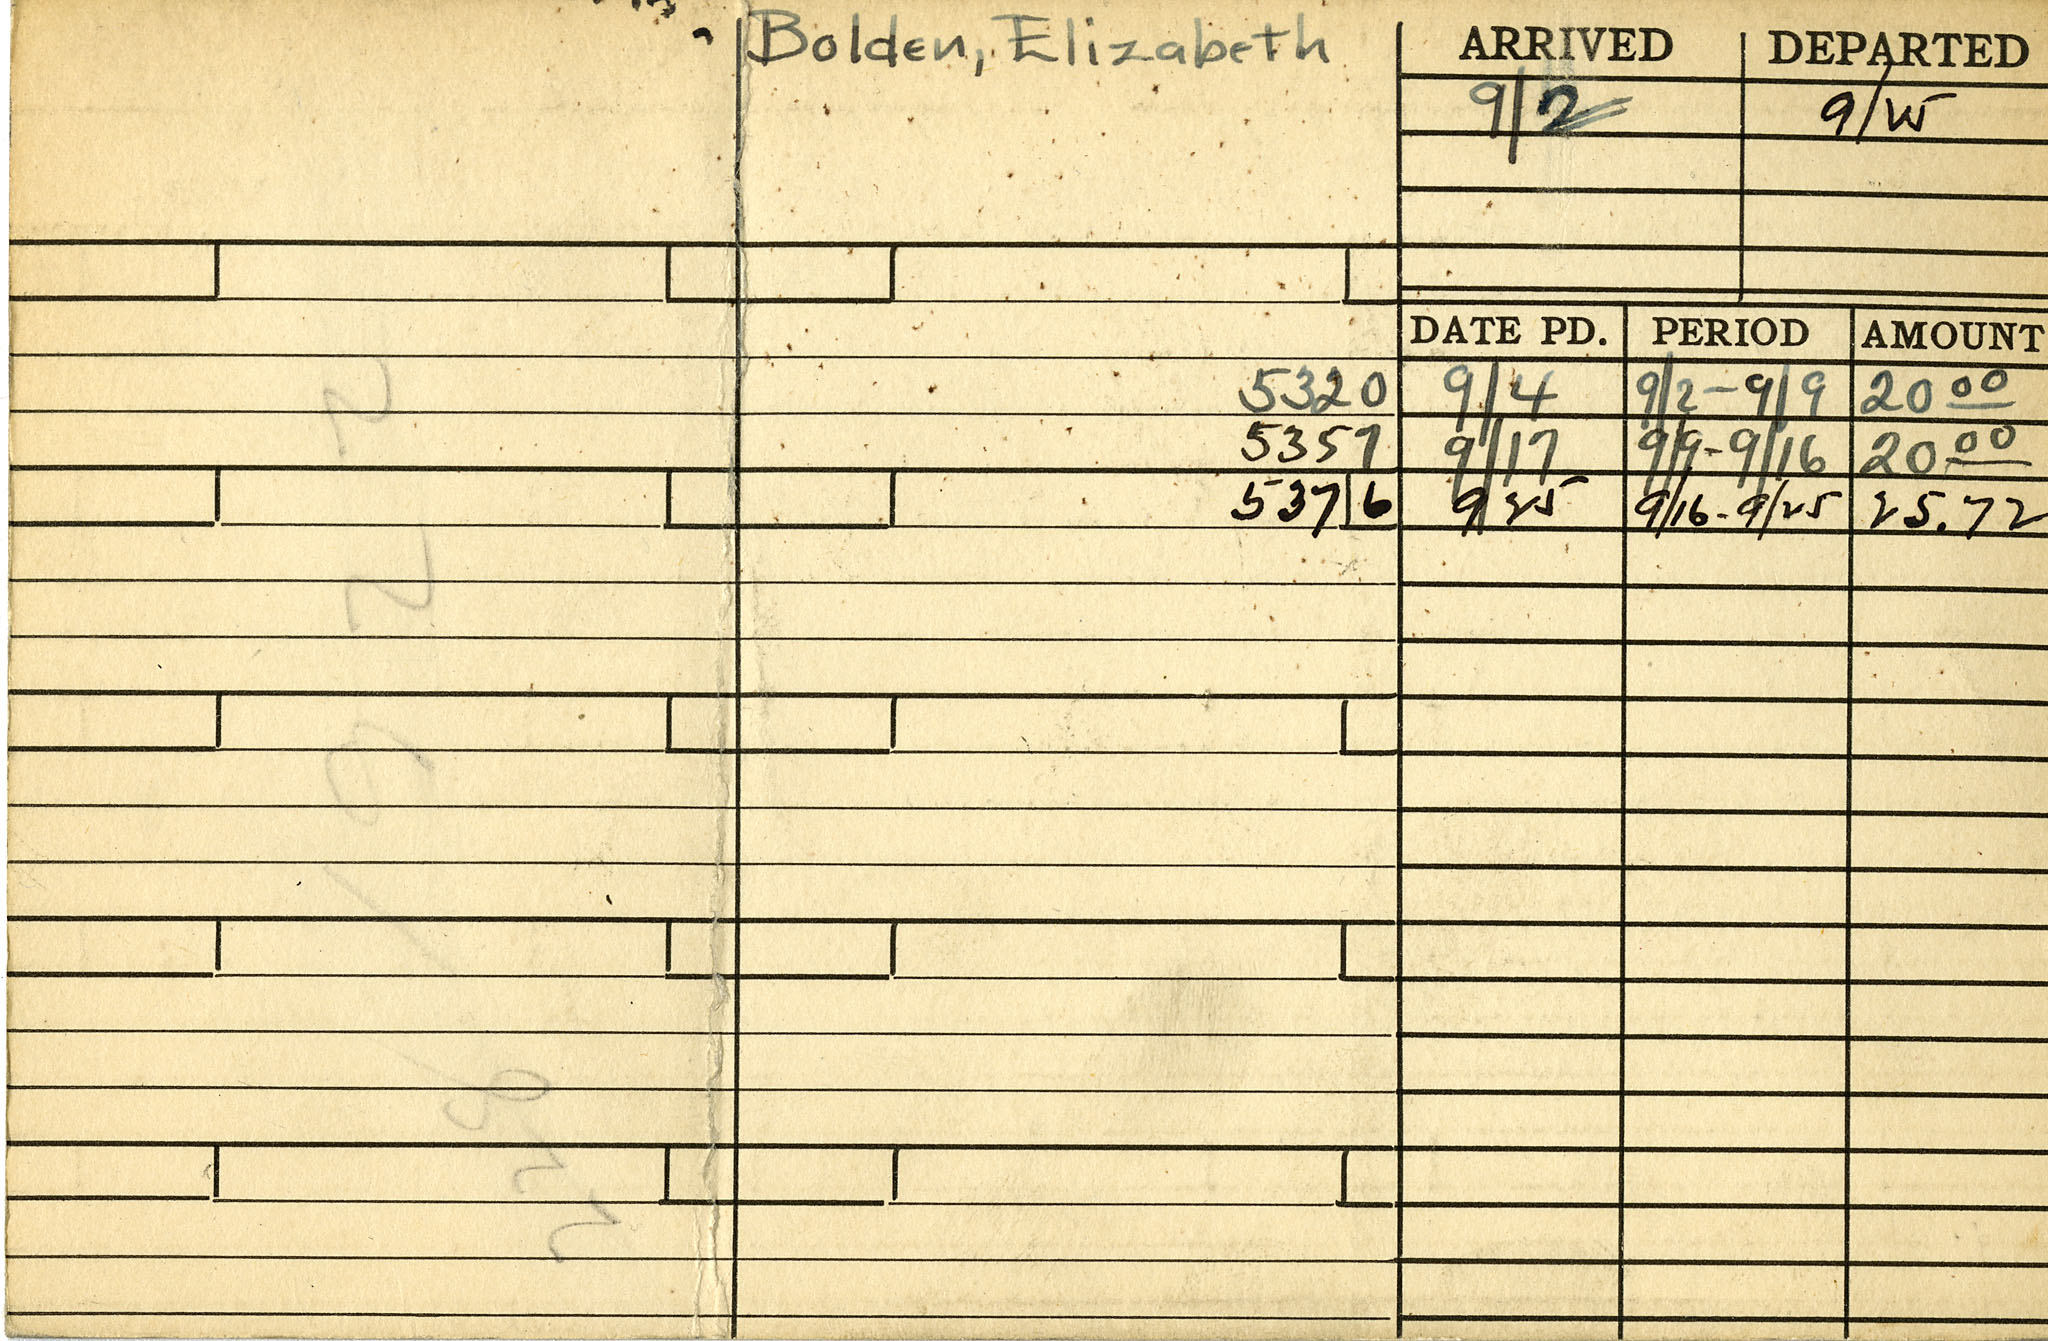 Bolden, Elizabeth
ARRIVED DEPARTED
9/2 9/25
DATE PD. PERIOD AMOUNT
5320 9/4 9/2-9/9 20 00
5357 9/17 9/9-9/16 20.00
5376 9/25 9/16-9/25 25.72